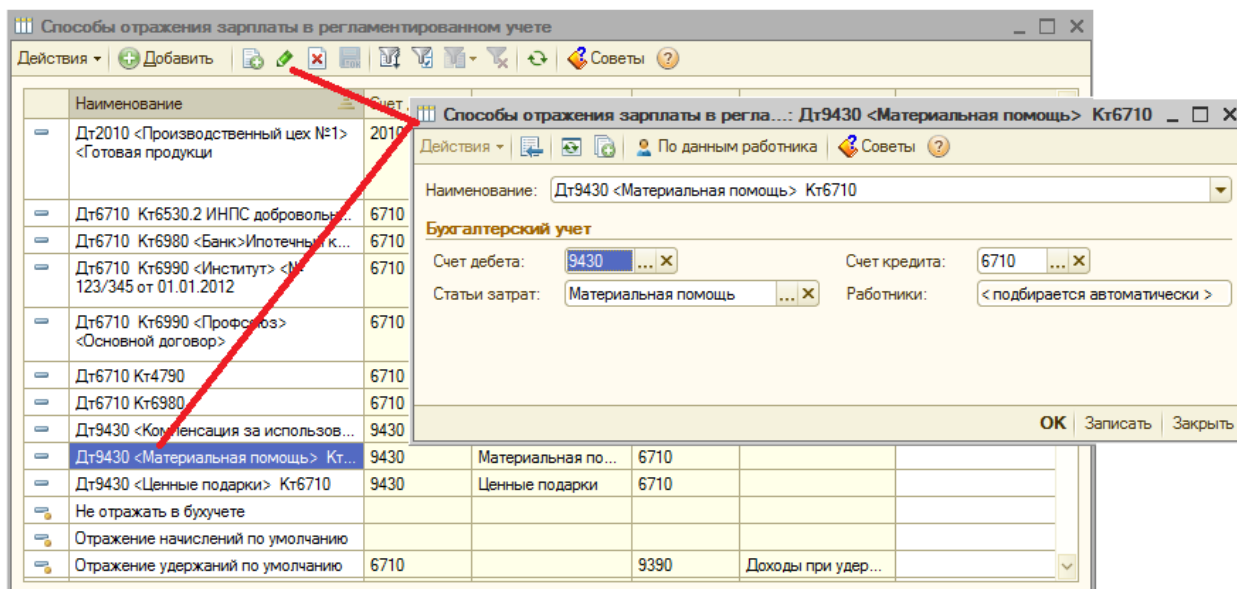 Способы отражения зарплаты в регламентированном учете
Действия Добавить Советы
Наименование
Дт2010 <Производственный цех №1> 2010
<Готовая продукци
Дт6710 Кт6530.2 ИНПС добровольн... 6710
Дт6710 Кт6980 <Банк>Ипотечный к... 6710
Дт6710 Кт6990 <Институт> <№ 6710
123/345 от 01.01.2012
Дт6710 Кт6990 <Профсоюз> 6710
<Основной договор>
Дт6710 Кт4790 6710
Дт6710 Кт6980 6710
Дт9430 <Компенсация за использов... 9430
Дт9430 <Материальная помощь> Кт... 9430 Материальная по... 6710
Дт9430 <Ценные подарки> Кт6710 9430 Ценные подарки 6710
Не отражать в бухучете
Отражение начислений по умолчанию
Отражение удержаний по умолчанию 6710 9390 Доходы при удер...
Способы отражения зарплаты в регла...: Дт9430 <Материальная помощь> Кт6710
Действия По данным работника Советы
Наименование: Дт9430 <Материальная помощь> Кт6710
Бухгалтерский учет
Счет дебета: 9430 ... Счет кредита: 6710 ...
Статьи затрат: Материальная помощь ... Работники: < подбирается автоматически >
ОК Записать Закрыть